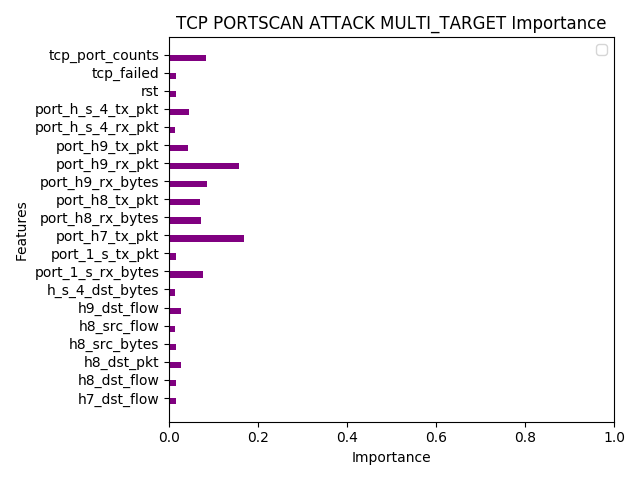 TCP PORTSCAN ATTACK MULTI_TARGET Importance
tcp_port_counts
tcp_failed
rst
port_h_s_4_tx_pkt
port_h_s_4_rx_pkt
port_h9_tx_pkt
port_h9_rx_pkt
port_h9_rx_bytes
port_h8_tx_pkt
port_h8_rx_bytes
port_h7_tx_pkt
port_1_s_tx_pkt
port_1_s_rx_bytes
h_s_4_dst_bytes
h9_dst_flow
h8_src_flow
h8_src_bytes
h8_dst_pkt
h8_dst_flow
h7_dst_flow
Features
0.0 0.2 0.4 0.6 0.8 1.0
Importance